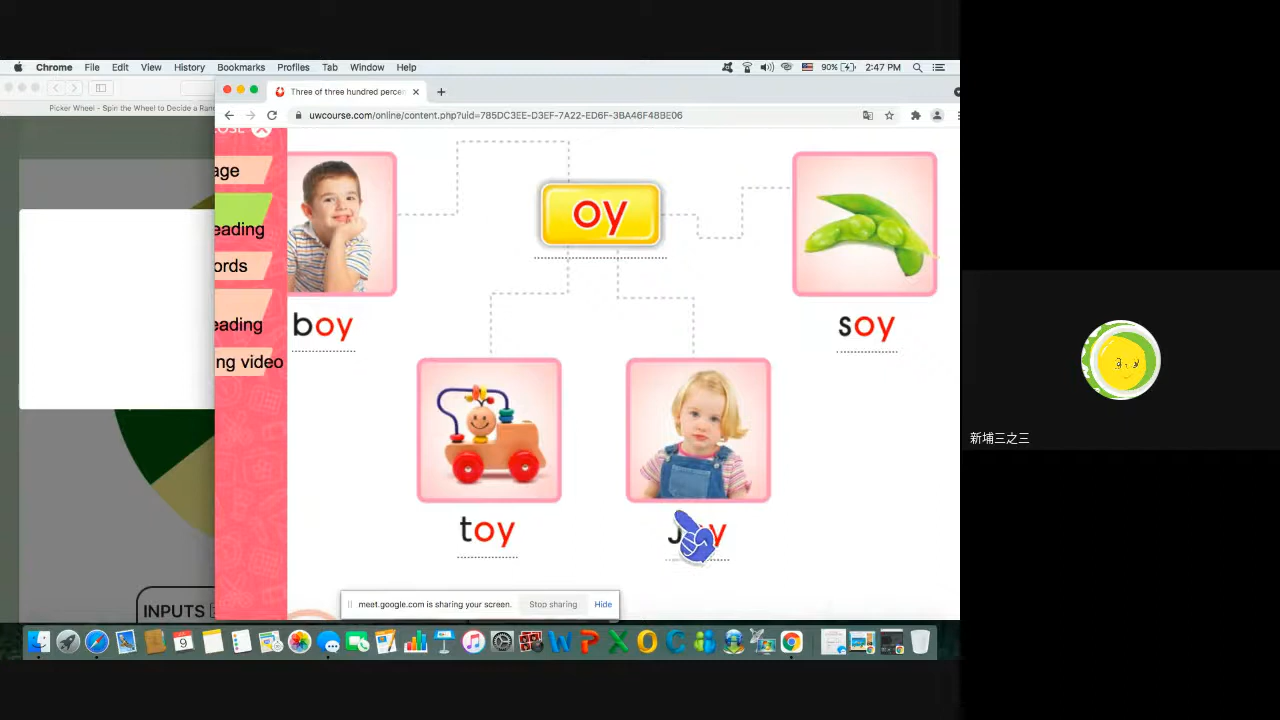 Chrome File Edit View History Bookmarks Profiles Tab Window Help
90% 2:47 PM
Picker Wheel - Spin the Wheel to Decide a Ran
Three of three hundred percen
uwcourse.com/online/content.php?uid=785DC3EE-D3EF-7A22-ED6F-3BA46F48BE06
age
eading
ords
eading
ng video
oy
boy
soy
toy
INPUTS
meet.google.com is sharing your screen. Stop sharing Hide
新埔三之三